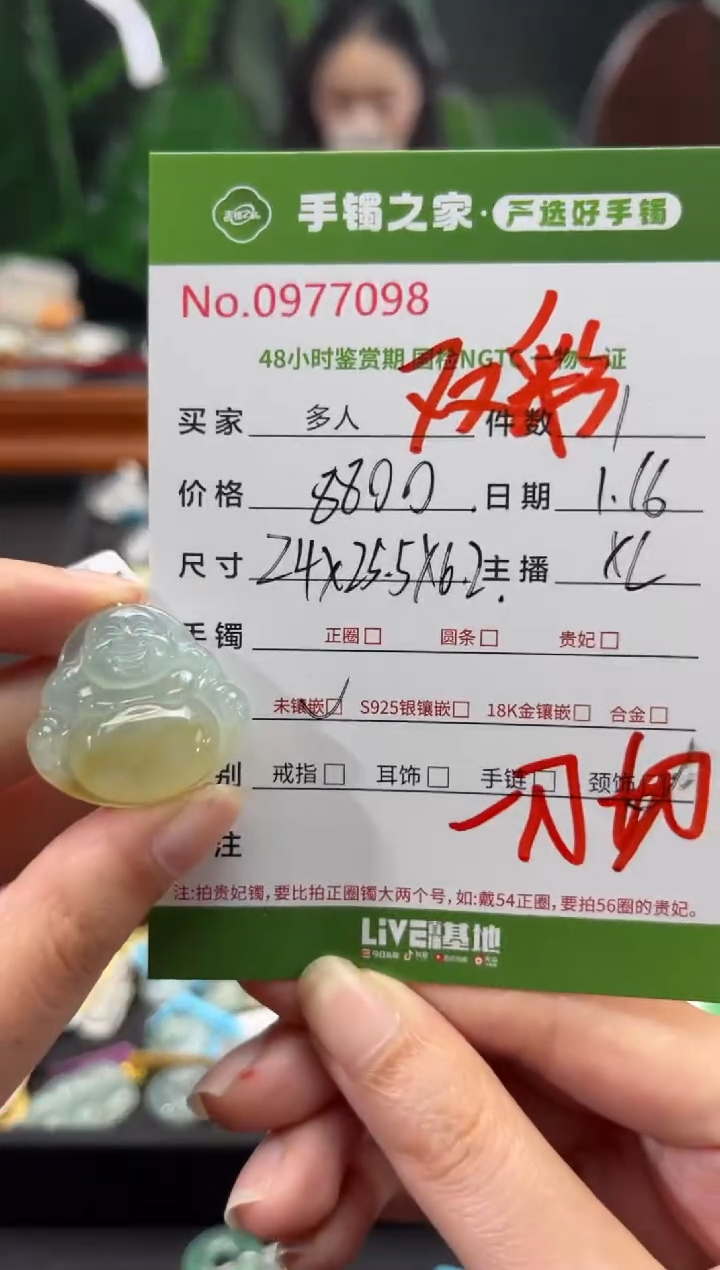 手镯之家·严选好手镯
No.0977098
48小时鉴赏期 国检NGTC 一物一证
双彩
买家 多人 件数 1
价格 8800 日期 1.16
尺寸 24x25.5x6.2 主播 XL
手镯 正圈□ 圆条□ 贵妃□
未镶嵌□ S925银镶嵌□ 18K金镶嵌□ 合金□
别 戒指□ 耳饰□ 手链□ 颈饰□
一刀切
注
注:拍贵妃镯,要比拍正圈镯大两个号,如:戴54正圈,要拍56圈的贵妃。
LiVE直播基地